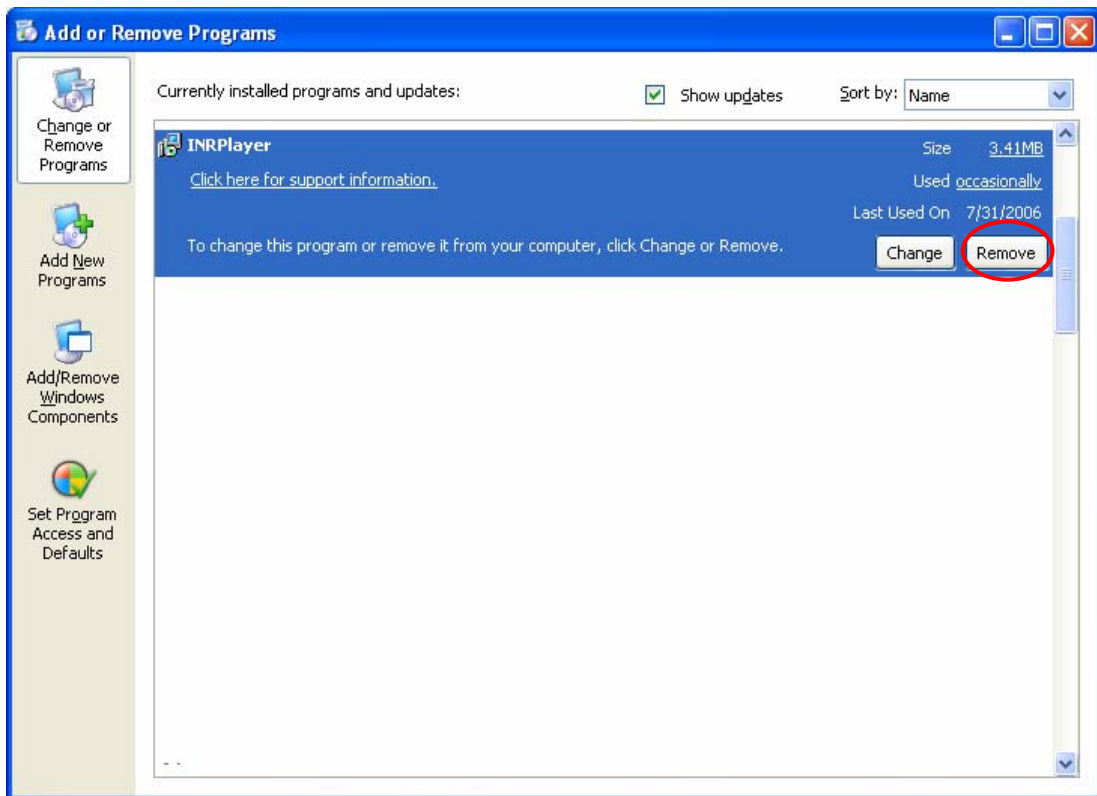 Add or Remove Programs
Change or
Remove
Programs
Add New
Programs
Add/Remove
Windows
Components
Set Program
Access and
Defaults
Currently installed programs and updates:
Show updates
Sort by: Name
INRPlayer
Size 3.41MB
Click here for support information.
Used occasionally
Last Used On 7/31/2006
To change this program or remove it from your computer, click Change or Remove.
Change Remove